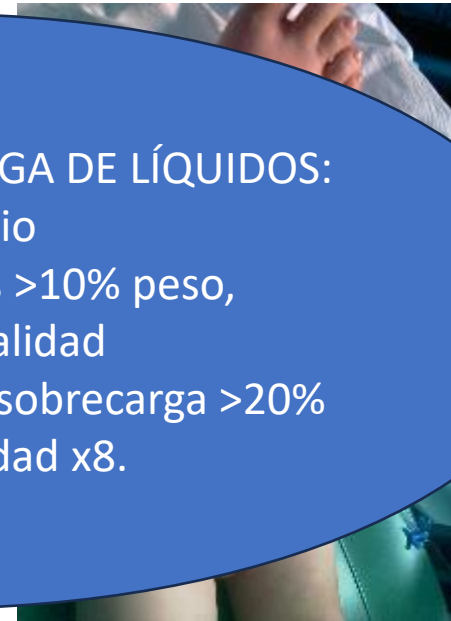 GA DE LÍQUIDOS:
io
>10% peso,
alidad
sobrecarga >20%
dad x8.